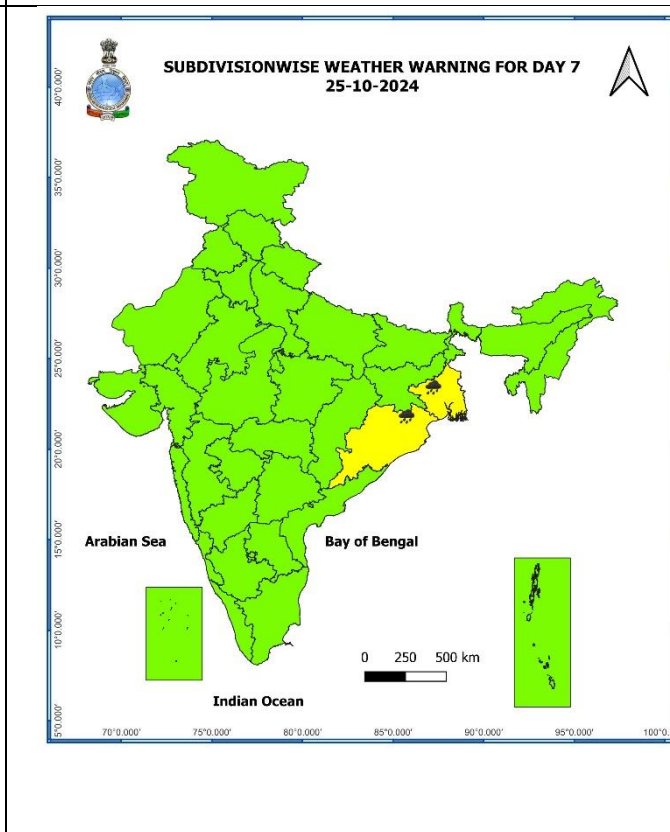 SUBDIVISIONWISE WEATHER WARNING FOR DAY 7
25-10-2024
40°0.000'
35°0.000'
30°0.000'
25°0.000'
20°0.000'
15°0.000'
10°0.000'
5°0.000'
Arabian Sea
Bay of Bengal
0 250 500 km
Indian Ocean
70°0.000' 75°0.000' 80°0.000' 85°0.000' 90°0.000' 95°0.000' 100°0.